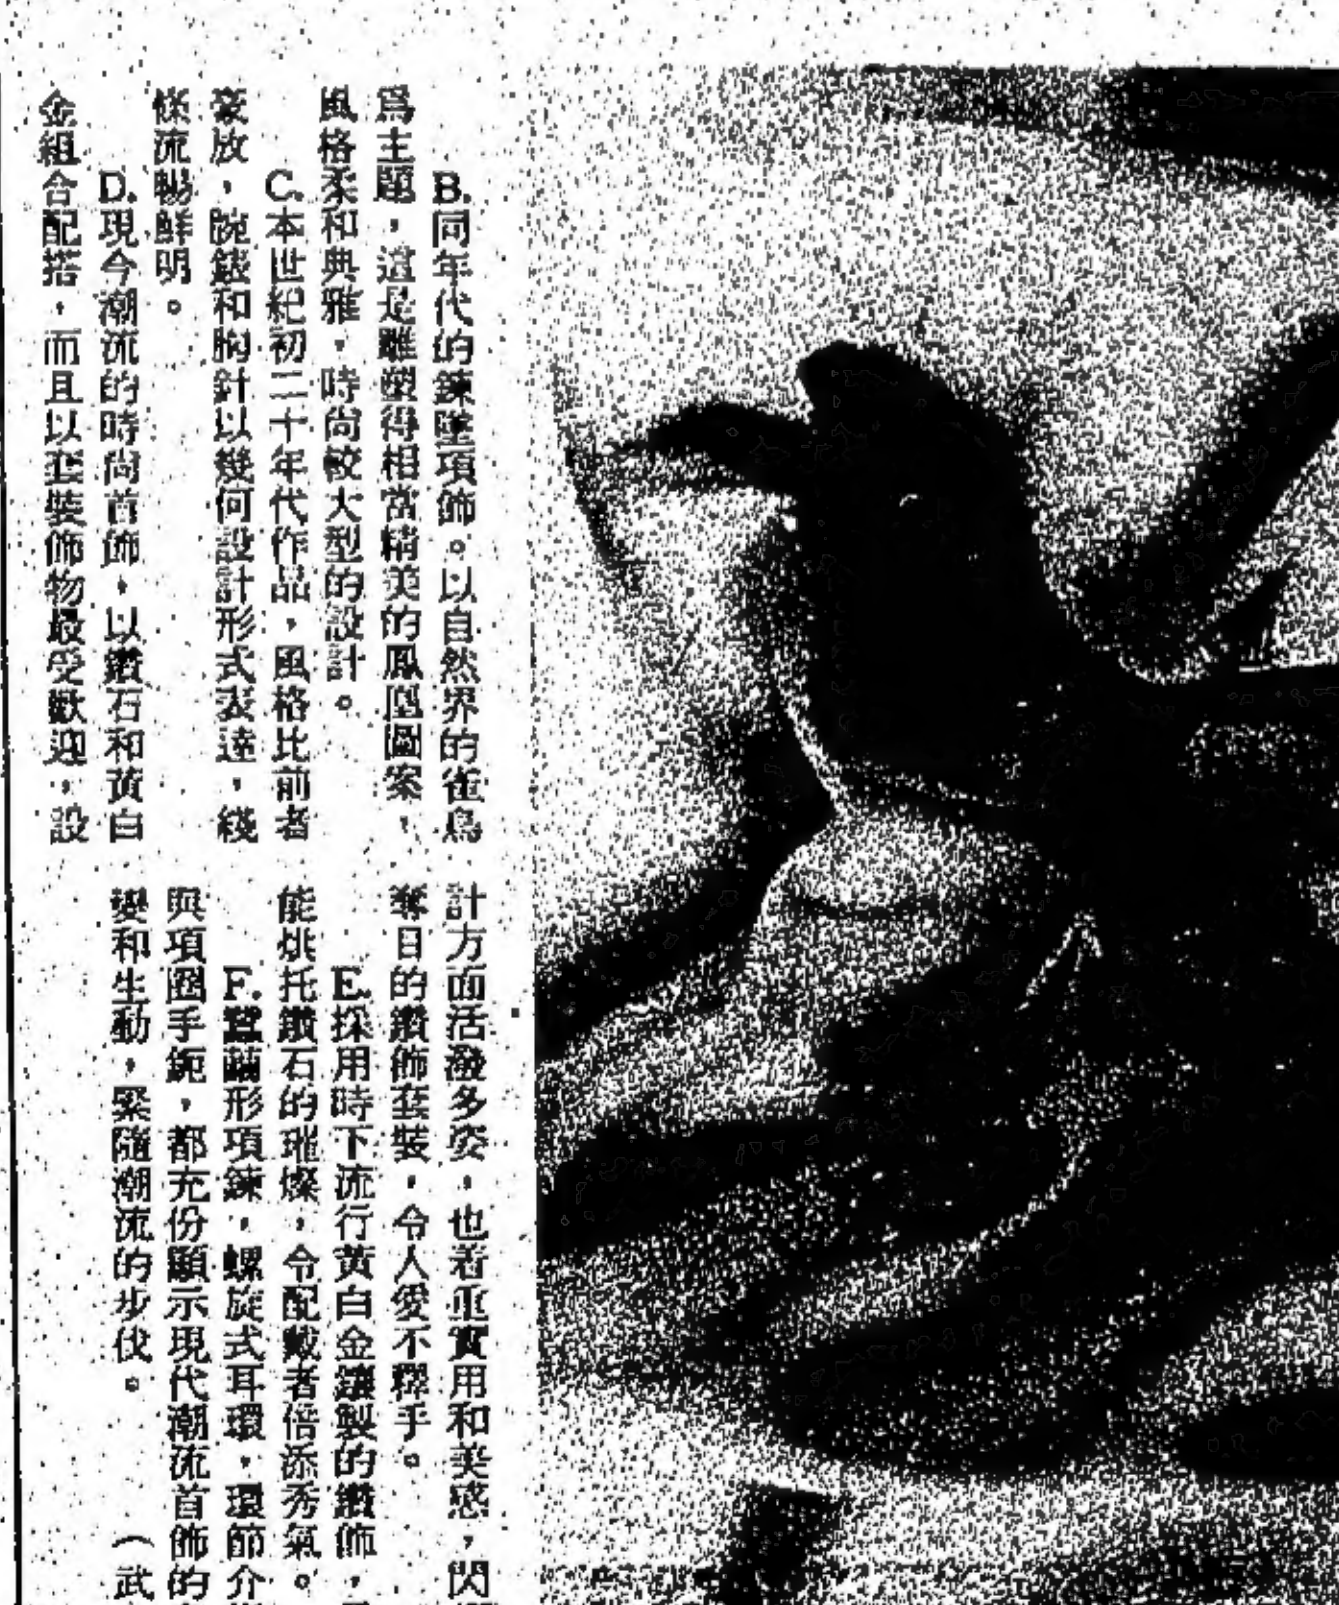 B.同年代的鍊墜項飾。以自然界的雀鳥
爲主題，這是雕塑得相當精美的鳳凰圖案，
風格柔和典雅，時尚較大型的設計。
C.本世紀初二十年代作品，風格比前者
豪放，腕錶和胸針以幾何設計形式表達，綫
條流暢鮮明。
D.現今潮流的時尚首飾，以鑽石和黃白
金組合配搭，而且以套裝飾物最受歡迎，設
計方面活潑多姿，也着重實用和美感，閃
奪目的鑽飾套裝，令人愛不釋手。
E.採用時下流行黃白金鑲製的鑽飾，
能烘托鑽石的璀燦，令配戴者倍添秀氣。
F.蠶繭形項鍊，螺旋式耳環，環節介
與項圈手鈪，都充份顯示現代潮流首飾的
變和生動，緊隨潮流的步伐。（武